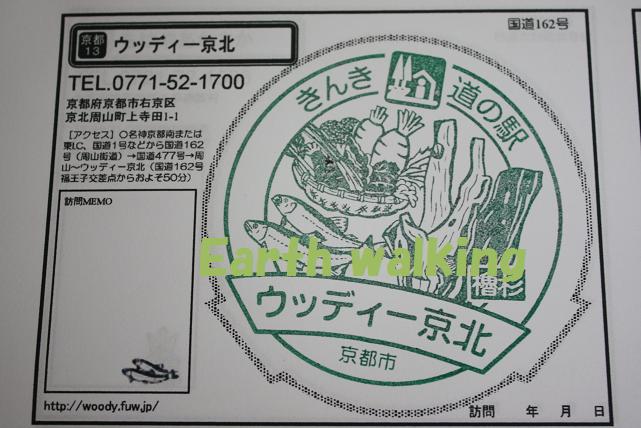 国道162号
京都
13
ウッディー京北
TEL.0771-52-1700
京都府京都市右京区
京北周山町上寺田1-1
[アクセス] ○名神京都南または
東I.C、国道1号などから国道162
号(周山街道)→国道477号→周
山～ウッディー京北(国道162号
福王子交差点からおよそ50分)
訪問MEMO
きんき 道の駅
Earth walking
ウッディー京北
京都市
http://woody.fuw.jp/
訪問 年 月 日